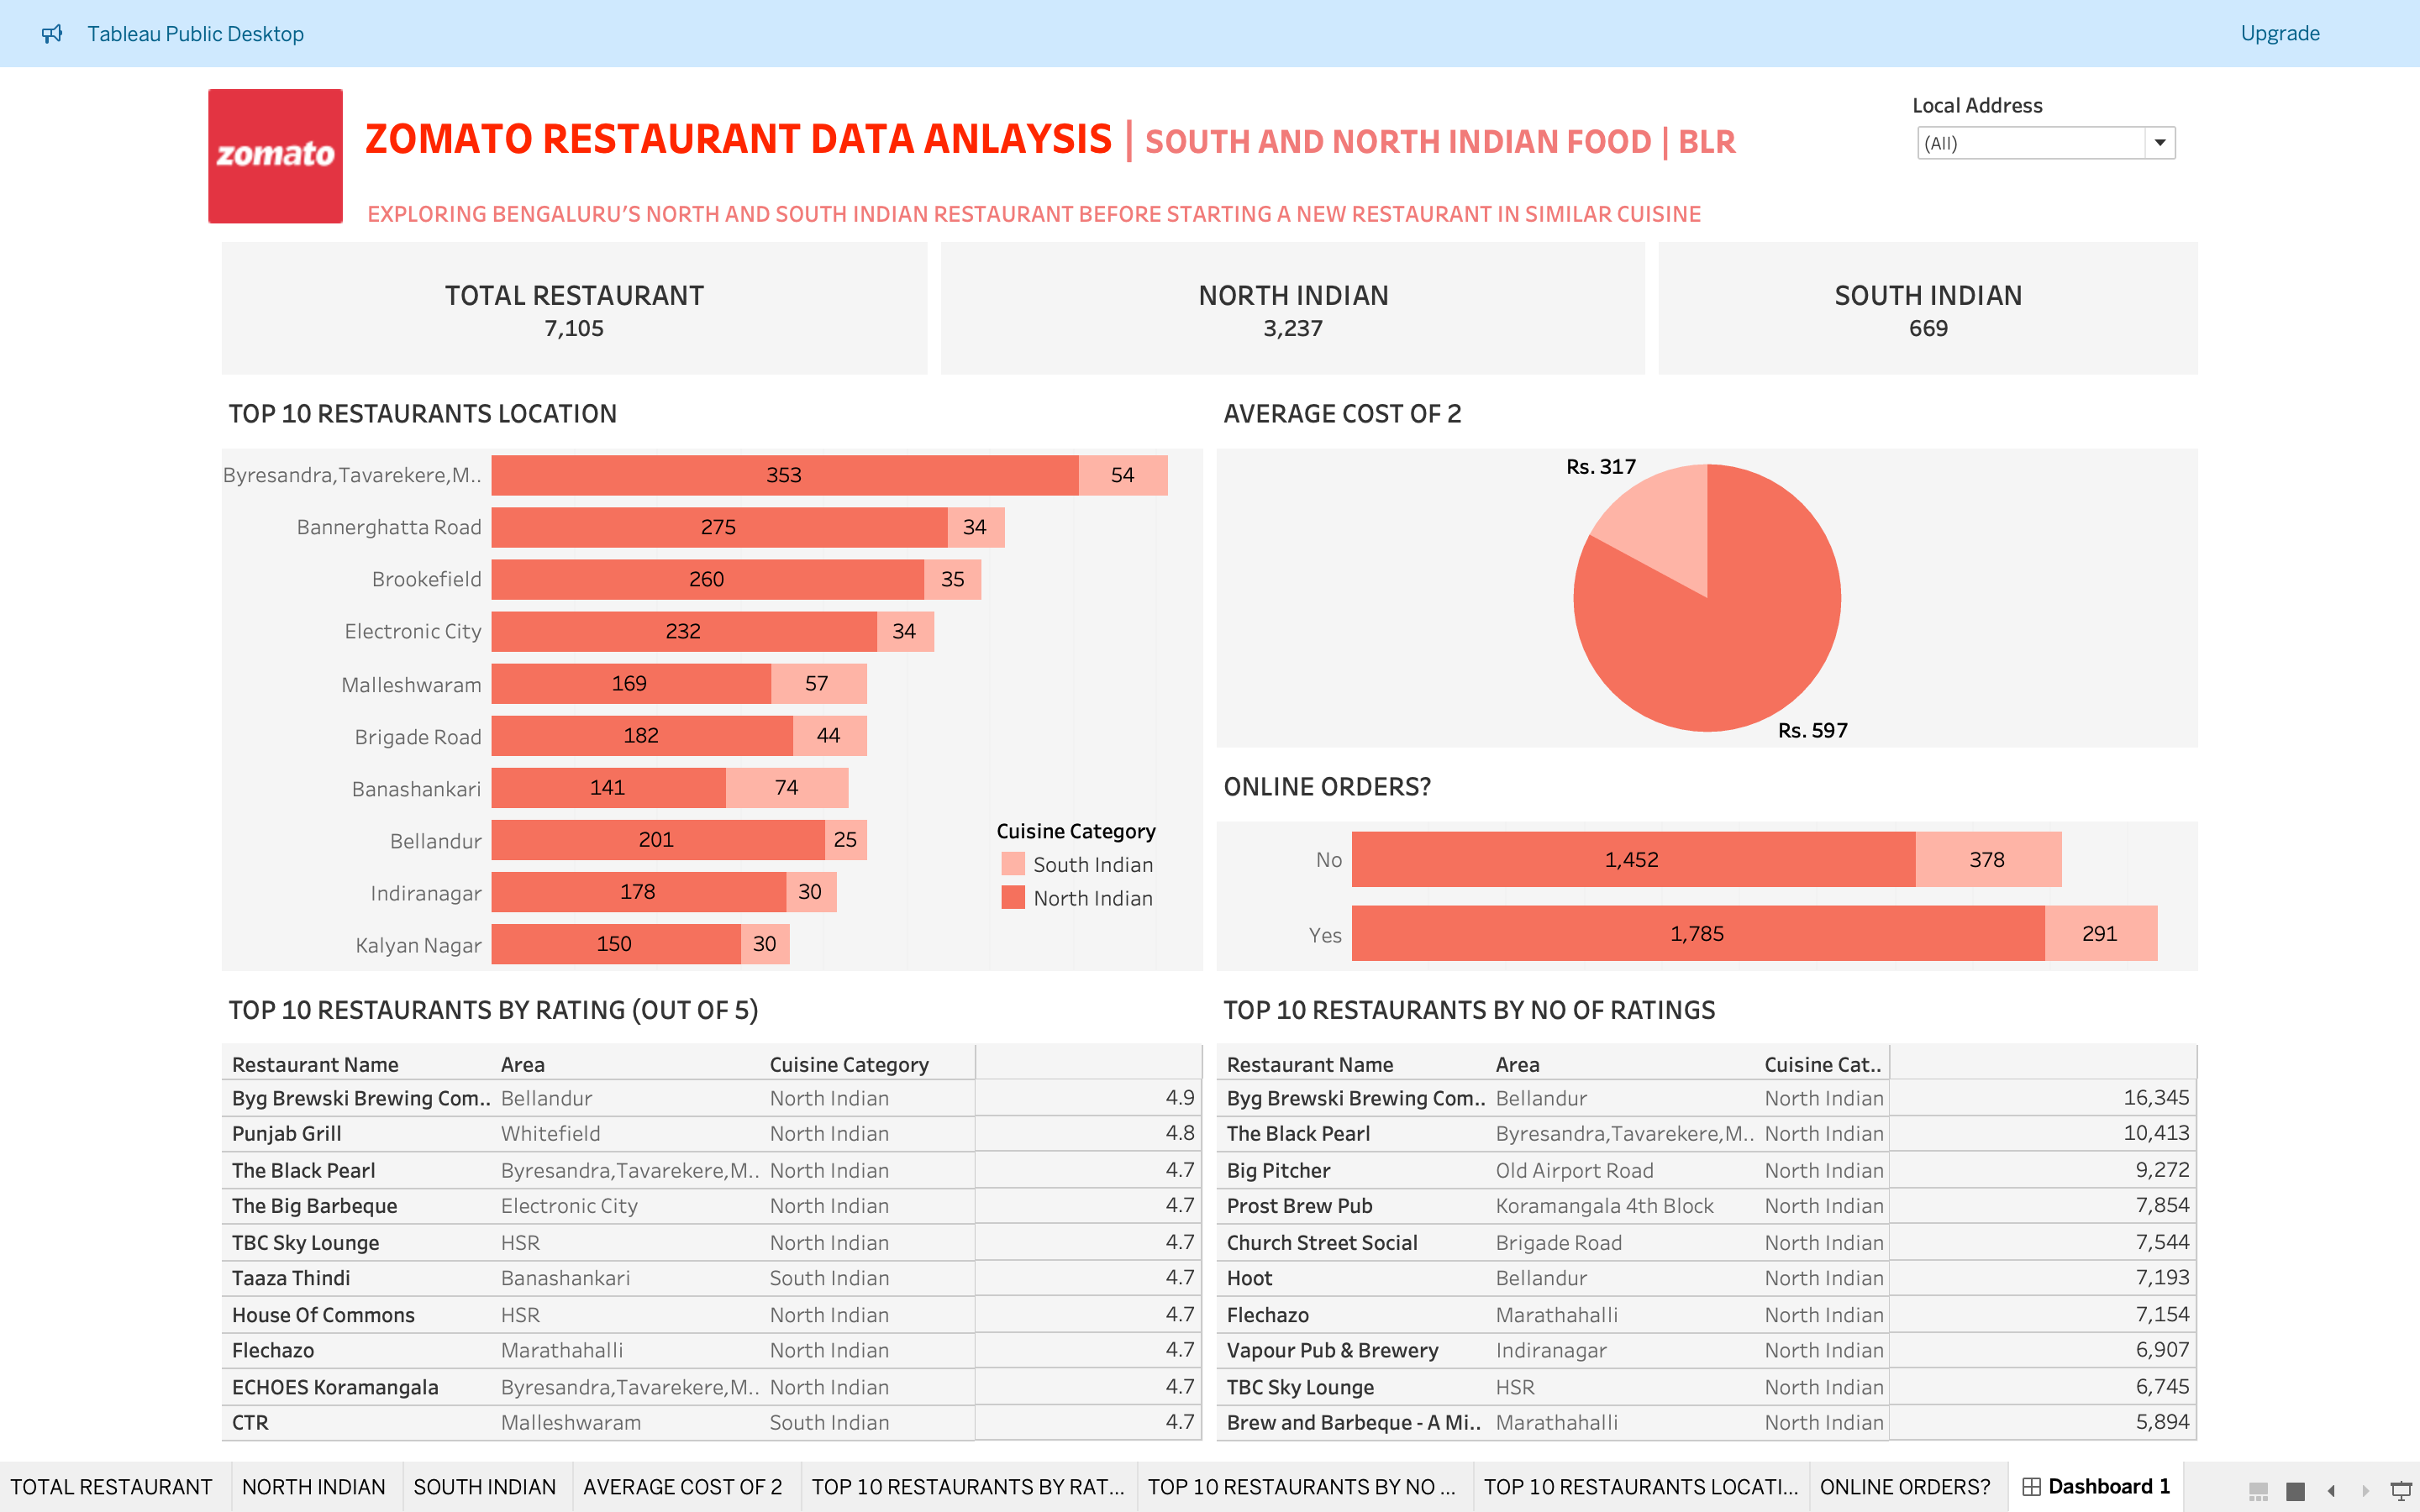 Tableau Public Desktop
Upgrade
zomato
ZOMATO RESTAURANT DATA ANLAYSIS | SOUTH AND NORTH INDIAN FOOD | BLR
Local Address
(All)
EXPLORING BENGALURU'S NORTH AND SOUTH INDIAN RESTAURANT BEFORE STARTING A NEW RESTAURANT IN SIMILAR CUISINE
TOTAL RESTAURANT
7,105
NORTH INDIAN
3,237
SOUTH INDIAN
669
TOP 10 RESTAURANTS LOCATION
Byresandra,Tavarekere,M.. 353 54
Bannerghatta Road 275 34
Brookefield 260 35
Electronic City 232 34
Malleshwaram 169 57
Brigade Road 182 44
Banashankari 141 74
Bellandur 201 25
Indiranagar 178 30
Kalyan Nagar 150 30
Cuisine Category
South Indian
North Indian
AVERAGE COST OF 2
Rs. 317
Rs. 597
ONLINE ORDERS?
No 1,452 378
Yes 1,785 291
TOP 10 RESTAURANTS BY RATING (OUT OF 5)
Restaurant Name Area Cuisine Category
Byg Brewski Brewing Com.. Bellandur North Indian 4.9
Punjab Grill Whitefield North Indian 4.8
The Black Pearl Byresandra,Tavarekere,M.. North Indian 4.7
The Big Barbeque Electronic City North Indian 4.7
TBC Sky Lounge HSR North Indian 4.7
Taaza Thindi Banashankari South Indian 4.7
House Of Commons HSR North Indian 4.7
Flechazo Marathahalli North Indian 4.7
ECHOES Koramangala Byresandra,Tavarekere,M.. North Indian 4.7
CTR Malleshwaram South Indian 4.7
TOP 10 RESTAURANTS BY NO OF RATINGS
Restaurant Name Area Cuisine Cat..
Byg Brewski Brewing Com.. Bellandur North Indian 16,345
The Black Pearl Byresandra,Tavarekere,M.. North Indian 10,413
Big Pitcher Old Airport Road North Indian 9,272
Prost Brew Pub Koramangala 4th Block North Indian 7,854
Church Street Social Brigade Road North Indian 7,544
Hoot Bellandur North Indian 7,193
Flechazo Marathahalli North Indian 7,154
Vapour Pub & Brewery Indiranagar North Indian 6,907
TBC Sky Lounge HSR North Indian 6,745
Brew and Barbeque - A Mi.. Marathahalli North Indian 5,894
TOTAL RESTAURANT NORTH INDIAN SOUTH INDIAN AVERAGE COST OF 2 TOP 10 RESTAURANTS BY RAT... TOP 10 RESTAURANTS BY NO ... TOP 10 RESTAURANTS LOCATI... ONLINE ORDERS? Dashboard 1